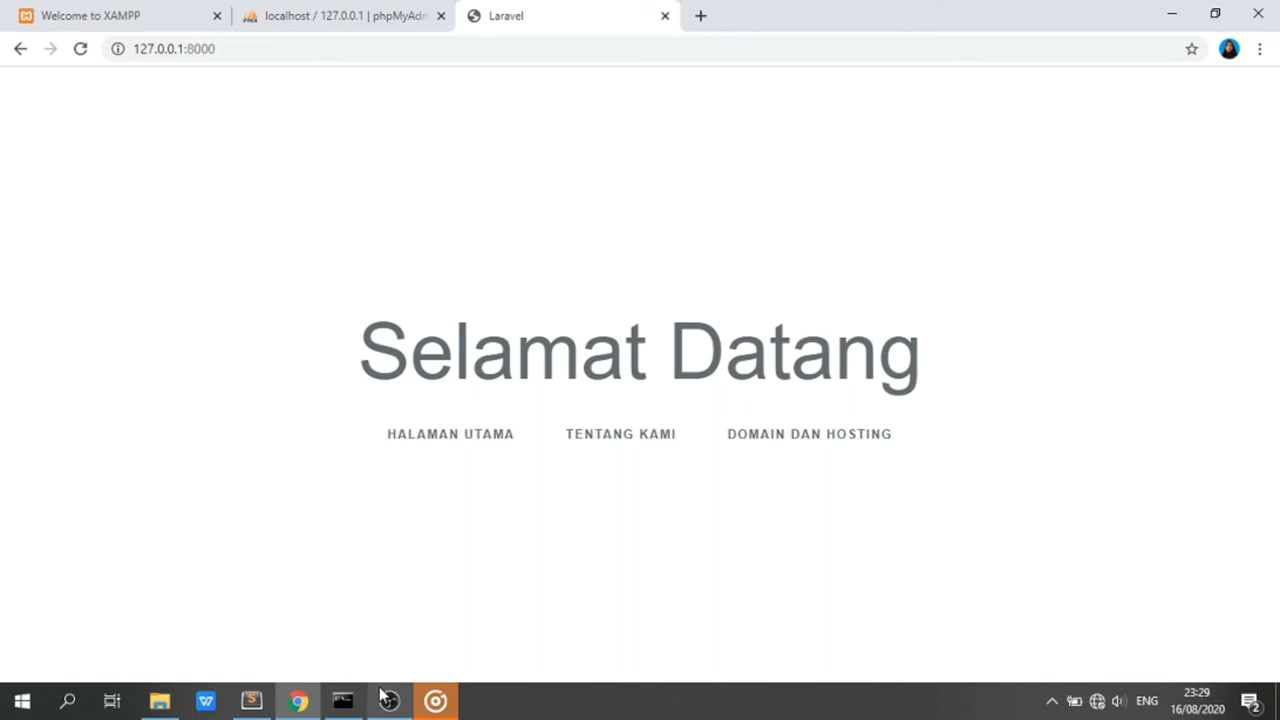 Welcome to XAMPP
localhost / 127.0.0.1 | phpMyAdm
Laravel
127.0.0.1:8000
Selamat Datang
HALAMAN UTAMA TENTANG KAMI DOMAIN DAN HOSTING
ENG
23:29
16/08/2020
2